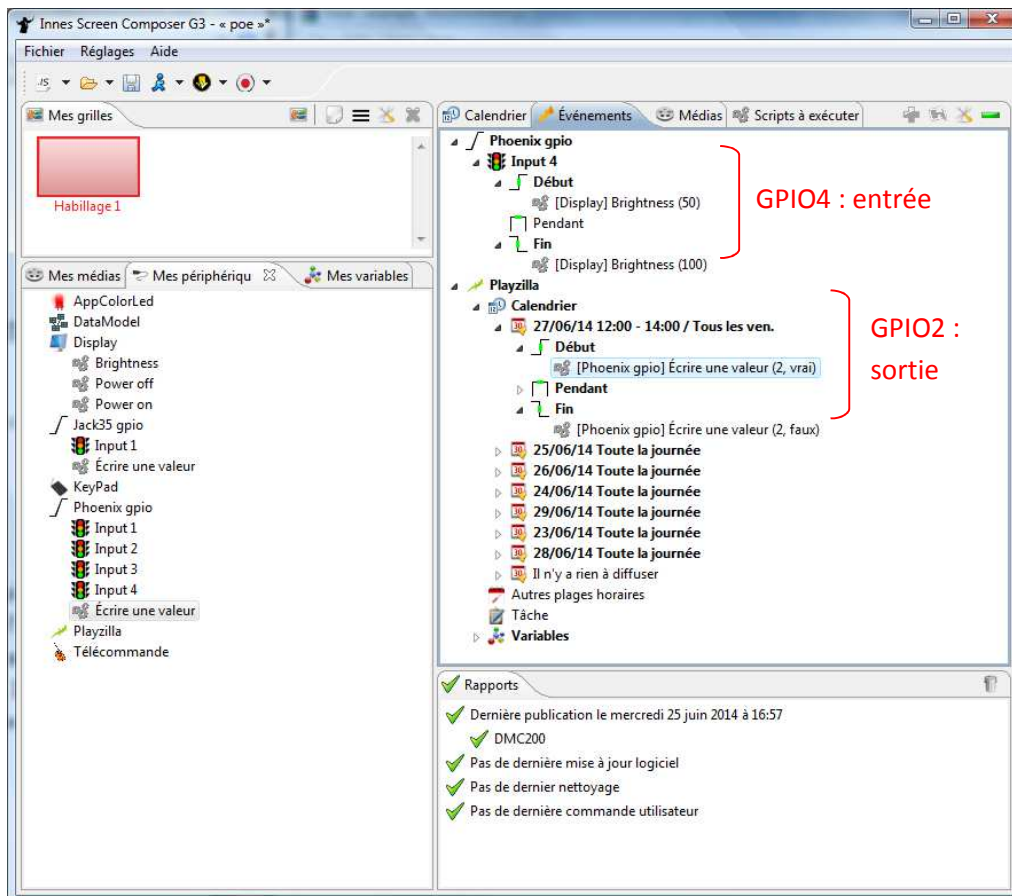 Innes Screen Composer G3 - « poe »*
Fichier Réglages Aide
JS
Mes grilles
Habillage 1
Mes médias Mes périphériqu Mes variables
AppColorLed
DataModel
Display
Brightness
Power off
Power on
Jack35 gpio
Input 1
Écrire une valeur
KeyPad
Phoenix gpio
Input 1
Input 2
Input 3
Input 4
Écrire une valeur
Playzilla
Télécommande
Calendrier Événements Médias Scripts à exécuter
Phoenix gpio
Input 4
Début
[Display] Brightness (50)
Pendant
Fin
[Display] Brightness (100)
GPIO4 : entrée
Playzilla
Calendrier
27/06/14 12:00 - 14:00 / Tous les ven.
Début
[Phoenix gpio] Écrire une valeur (2, vrai)
Pendant
Fin
[Phoenix gpio] Écrire une valeur (2, faux)
GPIO2 :
sortie
25/06/14 Toute la journée
26/06/14 Toute la journée
24/06/14 Toute la journée
29/06/14 Toute la journée
23/06/14 Toute la journée
28/06/14 Toute la journée
Il n'y a rien à diffuser
Autres plages horaires
Tâche
Variables
Rapports
Dernière publication le mercredi 25 juin 2014 à 16:57
DMC200
Pas de dernière mise à jour logiciel
Pas de dernier nettoyage
Pas de dernière commande utilisateur